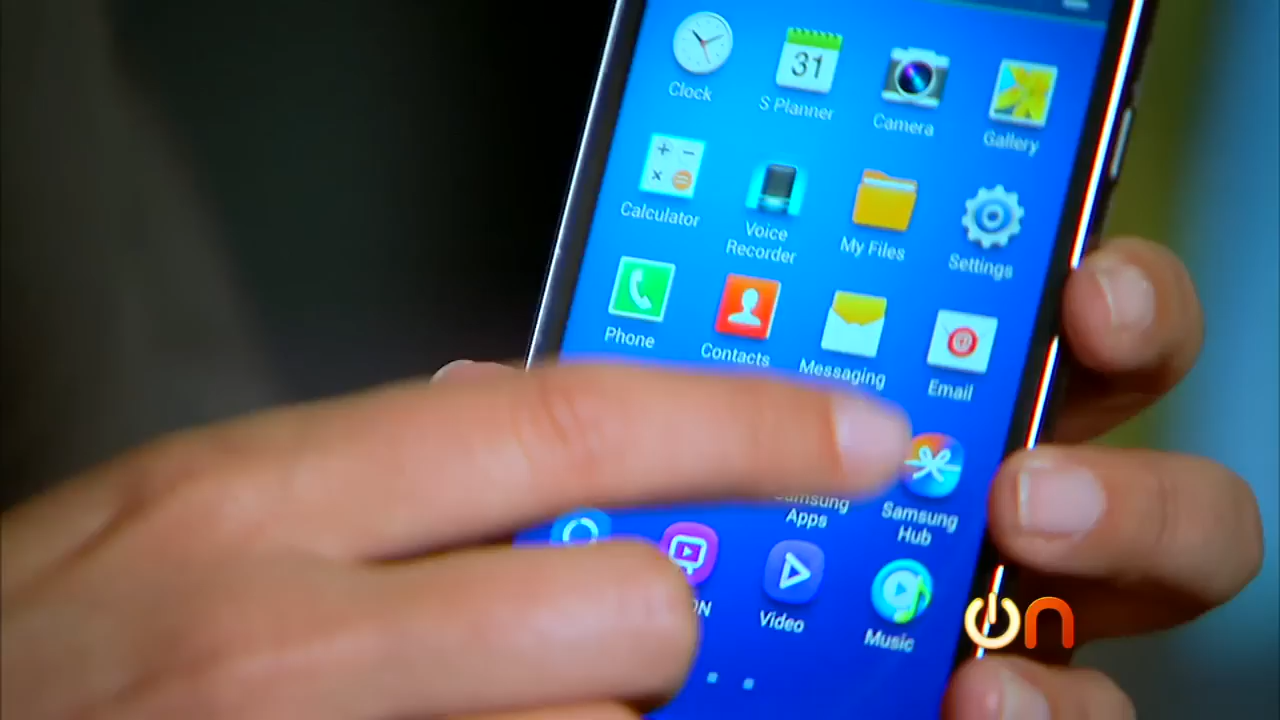 31
Clock
S Planner
Camera
Gallery
Calculator
Voice
Recorder
My Files
Settings
Phone
Contacts
Messaging
Email
Samsung
Apps
Samsung
Hub
Video
Music
on